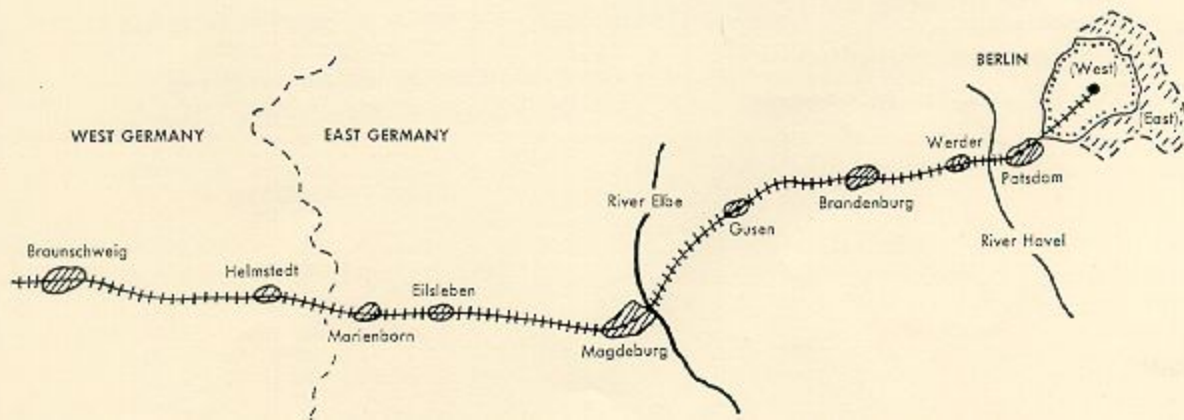 BERLIN
(West)
(East)
WEST GERMANY
EAST GERMANY
Werder
Potsdam
River Elbe
Brandenburg
Gusen
River Havel
Braunschweig
Helmstedt
Eilsleben
Marienborn
Magdeburg